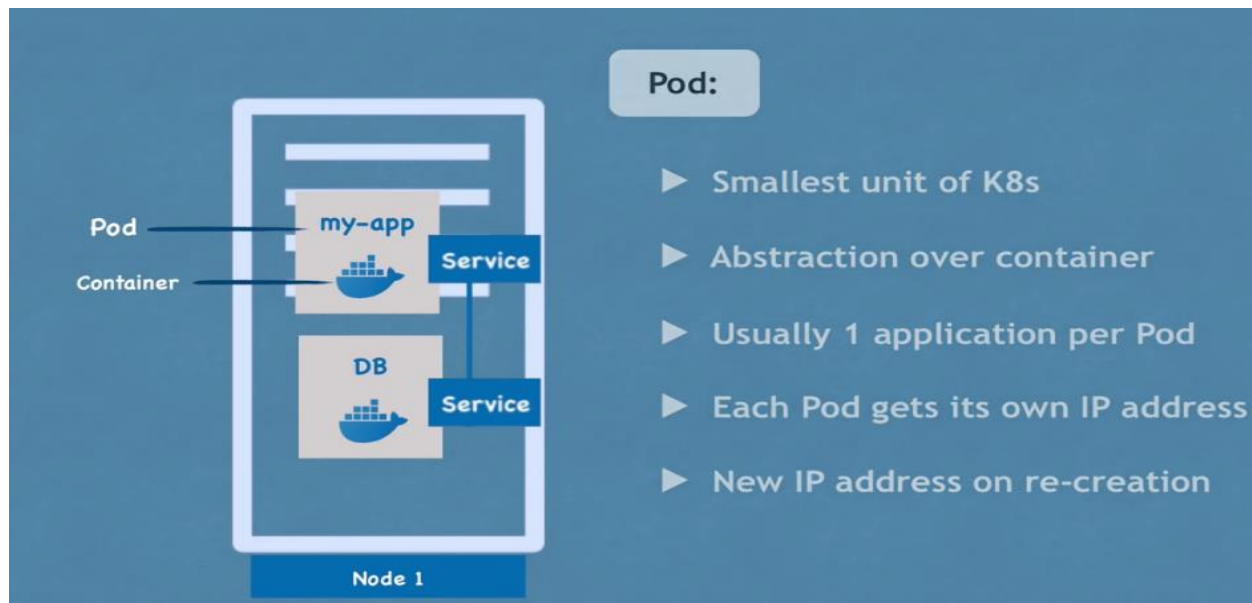 Pod:
Smallest unit of K8s
Abstraction over container
Usually 1 application per Pod
Each Pod gets its own IP address
New IP address on re-creation
Pod
Container
my-app
Service
DB
Service
Node 1